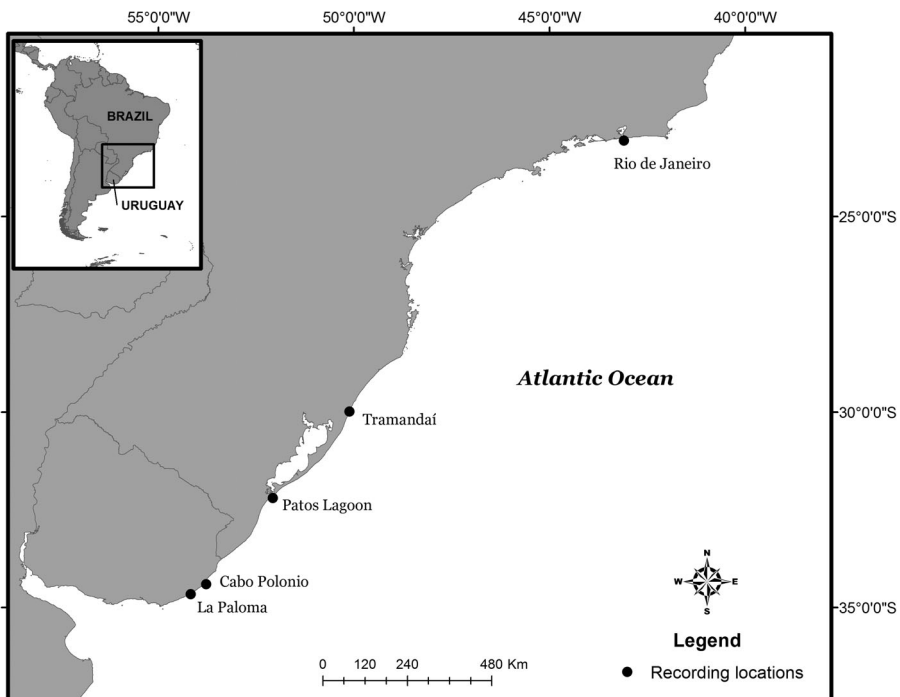 55°0'0"W 50°0'0"W 45°0'0"W 40°0'0"W
BRAZIL
URUGUAY
Rio de Janeiro
25°0'0"S
Atlantic Ocean
30°0'0"S
Tramandaí
Patos Lagoon
Cabo Polonio
La Paloma
35°0'0"S
N
W E
S
Legend
Recording locations
0 120 240 480 Km